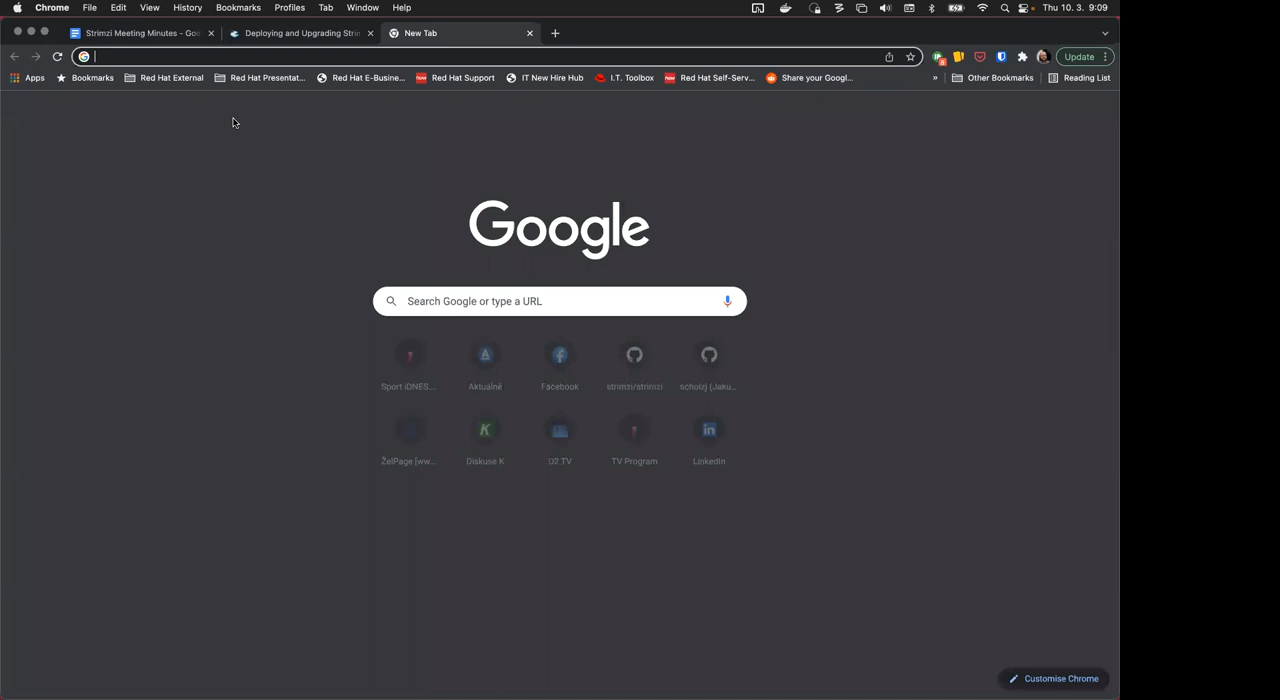 Chrome File Edit View History Bookmarks Profiles Tab Window Help Thu 10. 3. 9:09
Strimzi Meeting Minutes - Goo Deploying and Upgrading Strim New Tab
Update
Apps Bookmarks Red Hat External Red Hat Presentat... Red Hat E-Busine... Red Hat Support IT New Hire Hub I.T. Toolbox Red Hat Self-Serv... Share your Googl... » Other Bookmarks Reading List
Google
Search Google or type a URL
Sport iDNES... Aktuálně Facebook strimzi/strimzi scholzj (Jaku...
ŽelPage [ww... Diskuse K O2 TV TV Program LinkedIn
Customise Chrome